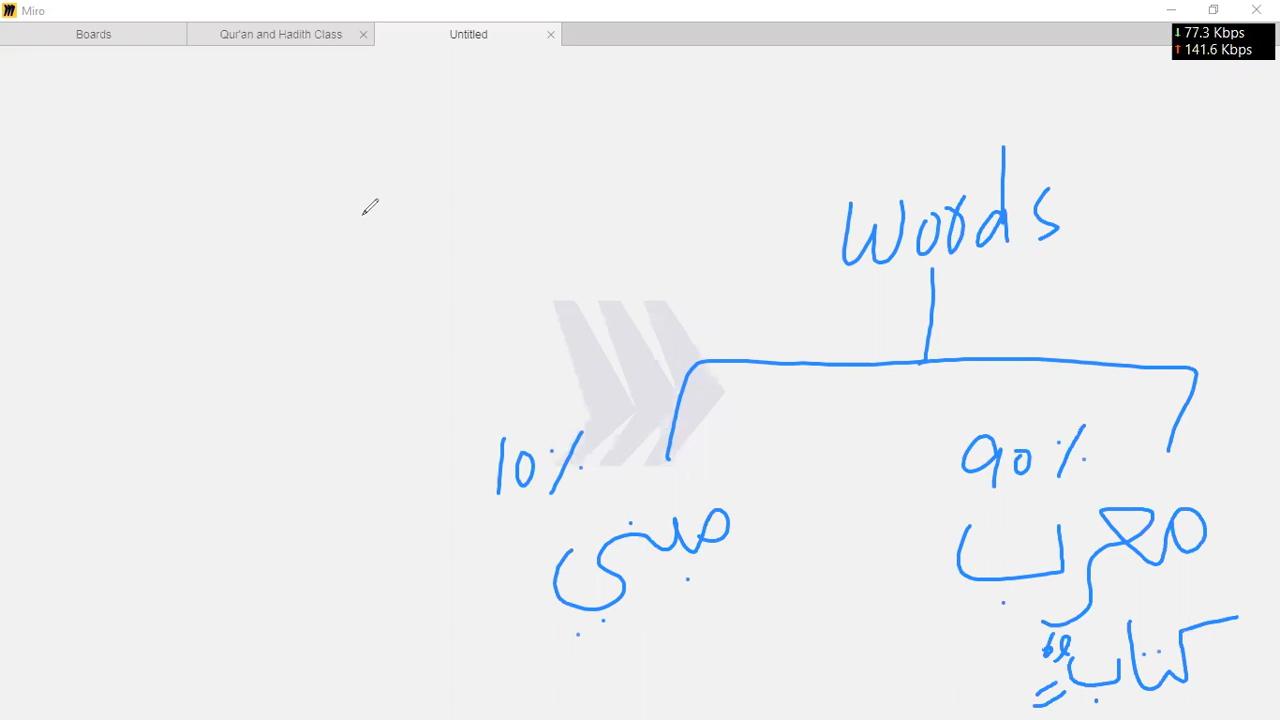 Miro
Boards
Qur'an and Hadith Class
Untitled
↓ 77.3 Kbps
↑ 141.6 Kbps
Words
10%
90%
مبني
معرب
كتاب